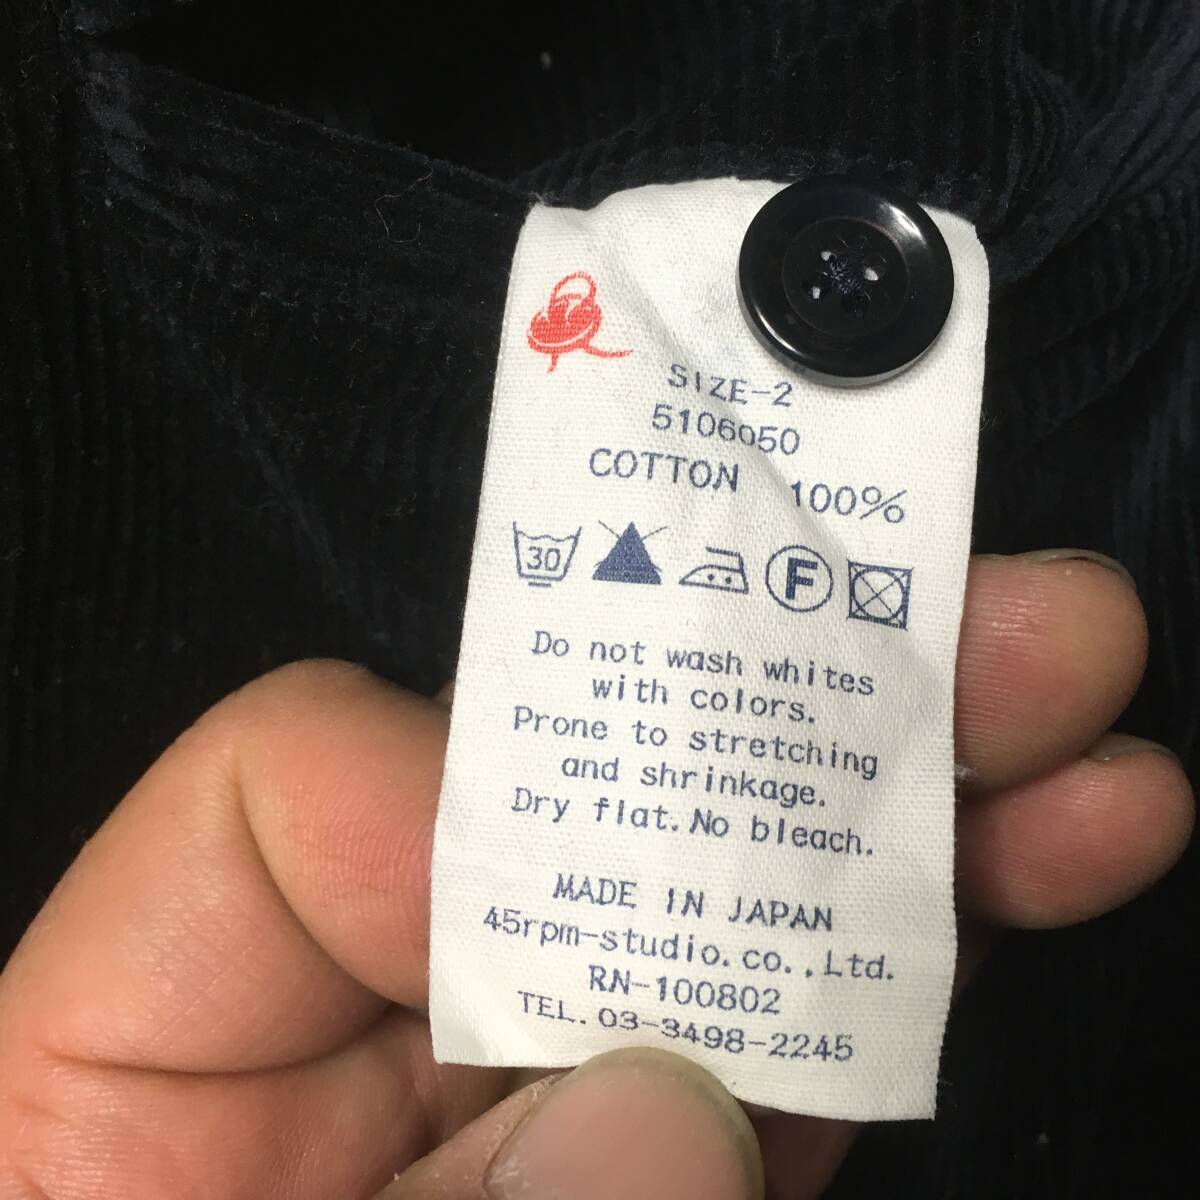 SIZE-2
5106050
COTTON 100%
30 F
Do not wash whites
with colors.
Prone to stretching
and shrinkage.
Dry flat.No bleach.
MADE IN JAPAN
45rpm-studio.co.,Ltd.
RN-100802
TEL.03-3498-2245